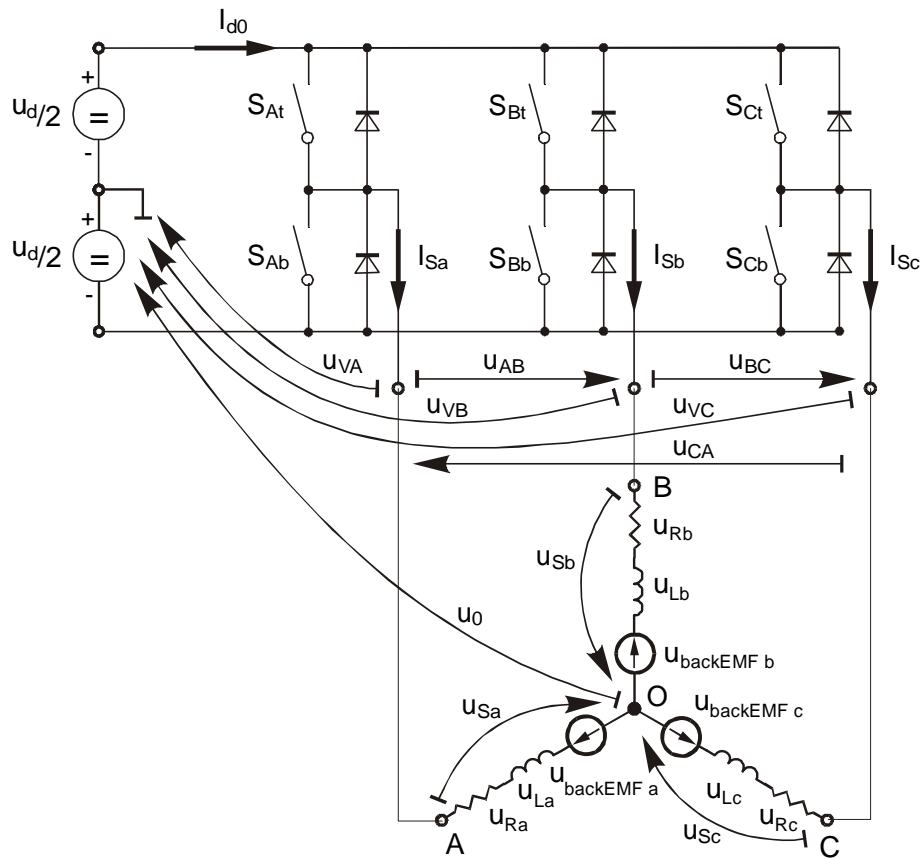 I_d0
+
u_d/2
=
-
S_At
S_Bt
S_Ct
+
u_d/2
=
-
S_Ab
I_Sa
S_Bb
I_Sb
S_Cb
I_Sc
u_VA
u_AB
u_BC
u_VB
u_VC
u_CA
B
u_Rb
u_Sb
u_Lb
u_0
u_backEMF b
O
u_Sa
u_backEMF c
u_backEMF a
u_La
u_Lc
u_Ra
u_Rc
u_Sc
A
C